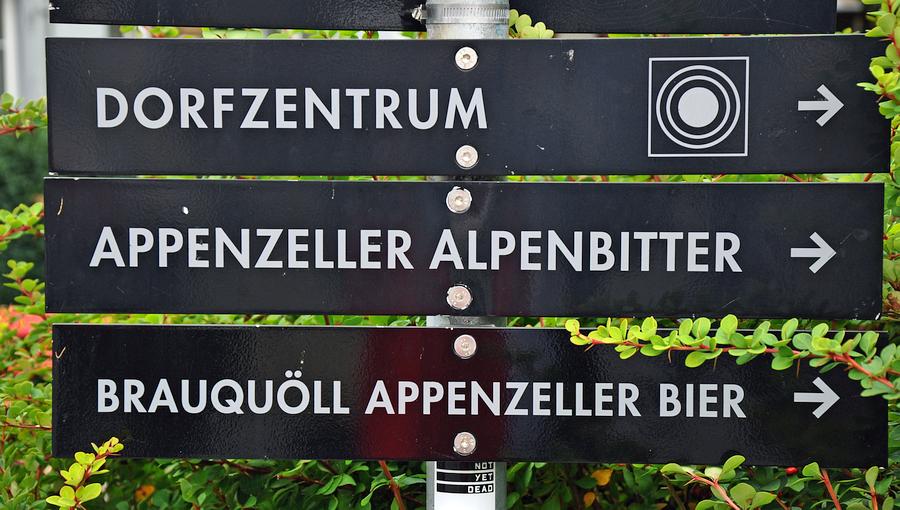 DORFZENTRUM
APPENZELLER ALPENBITTER
BRAUQUÖLL APPENZELLER BIER
NOT
YET
DEAD